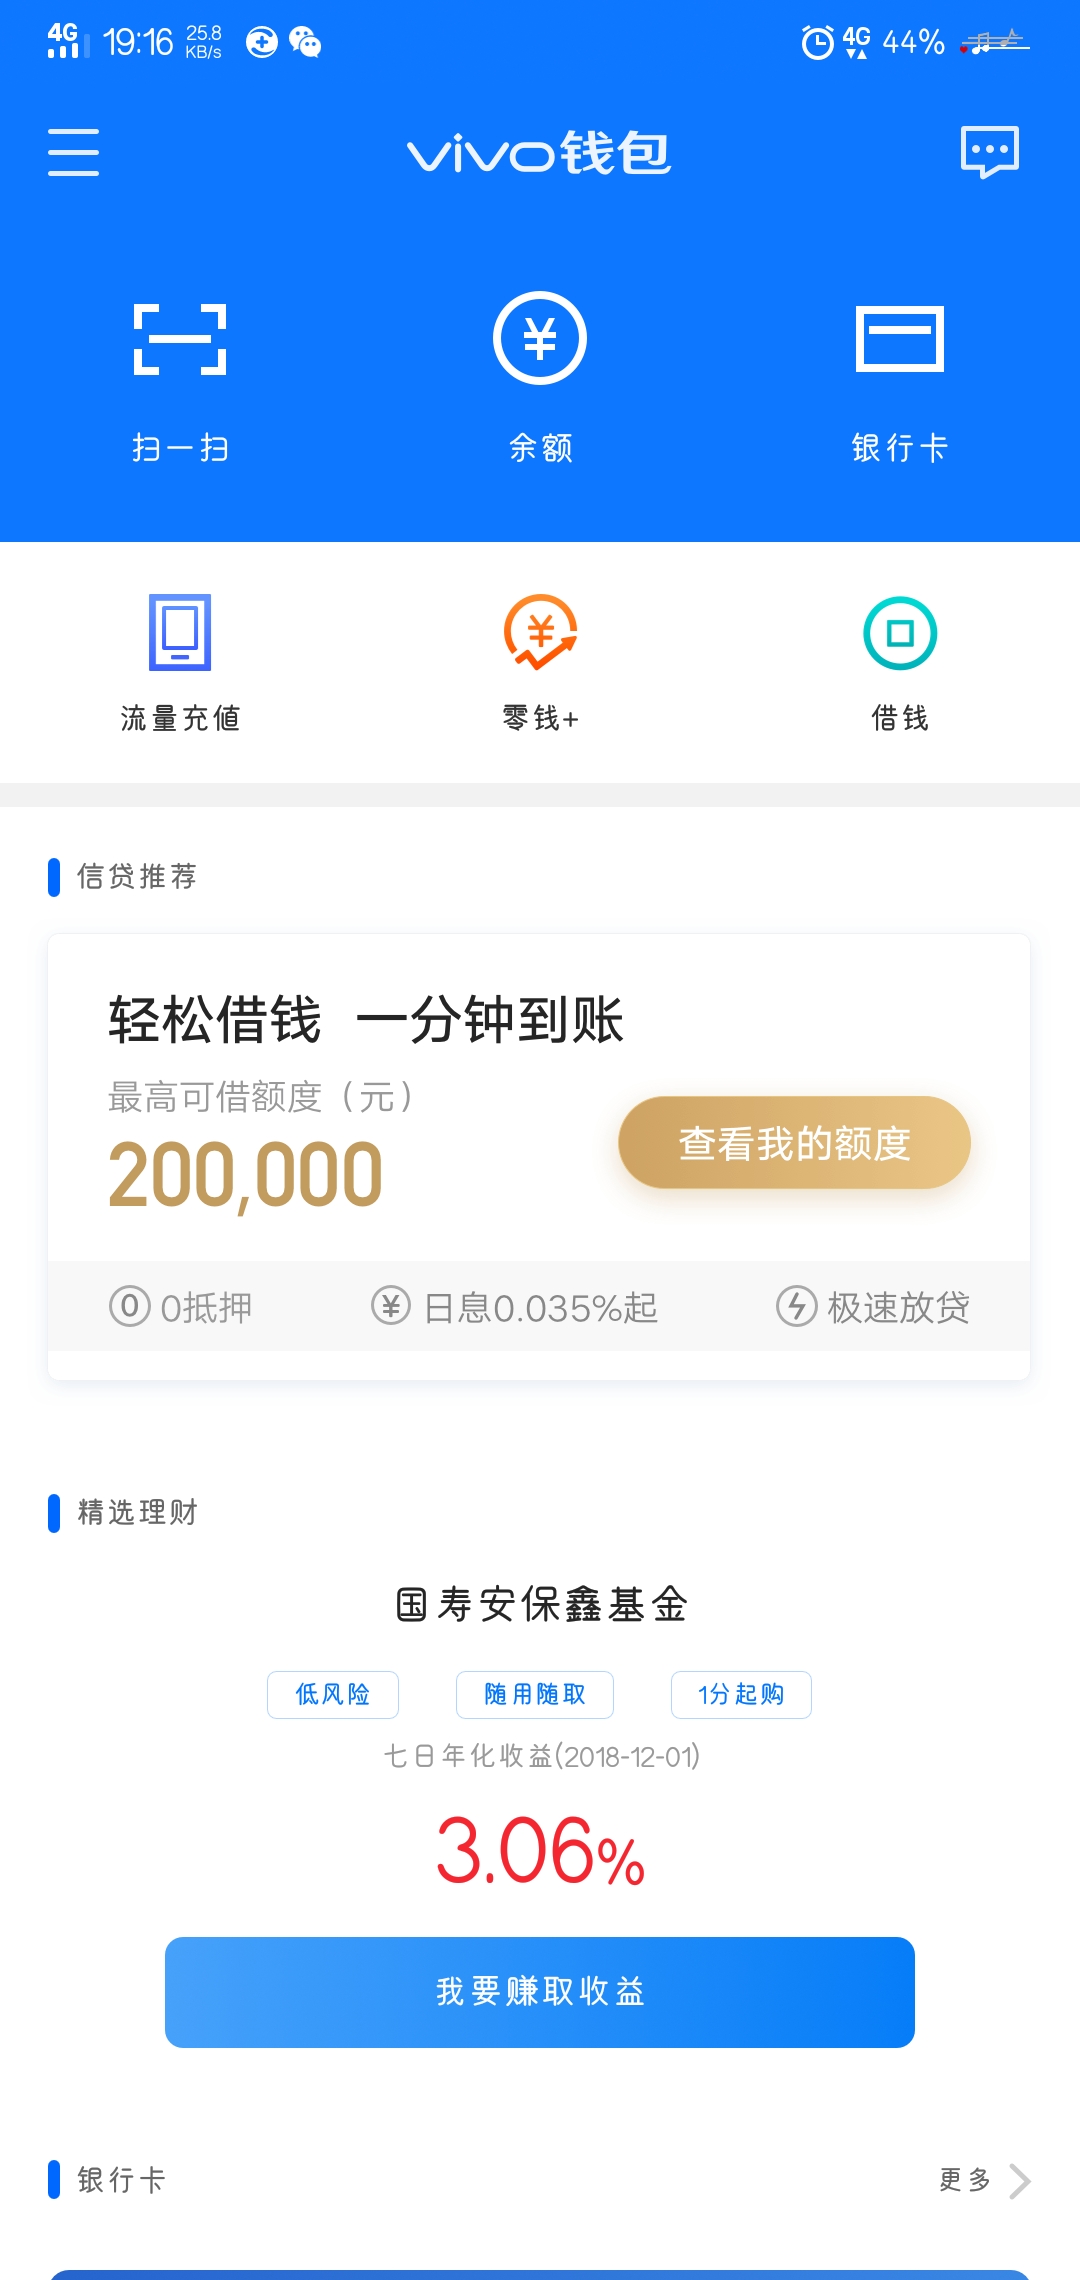 4G 19:16 25.8 KB/s 4G 44%
vivo钱包
扫一扫 余额 银行卡
流量充值 零钱+ 借钱
信贷推荐
轻松借钱 一分钟到账
最高可借额度（元）
200,000
查看我的额度
0抵押 日息0.035%起 极速放贷
精选理财
国寿安保鑫基金
低风险 随用随取 1分起购
七日年化收益(2018-12-01)
3.06%
我要赚取收益
银行卡 更多